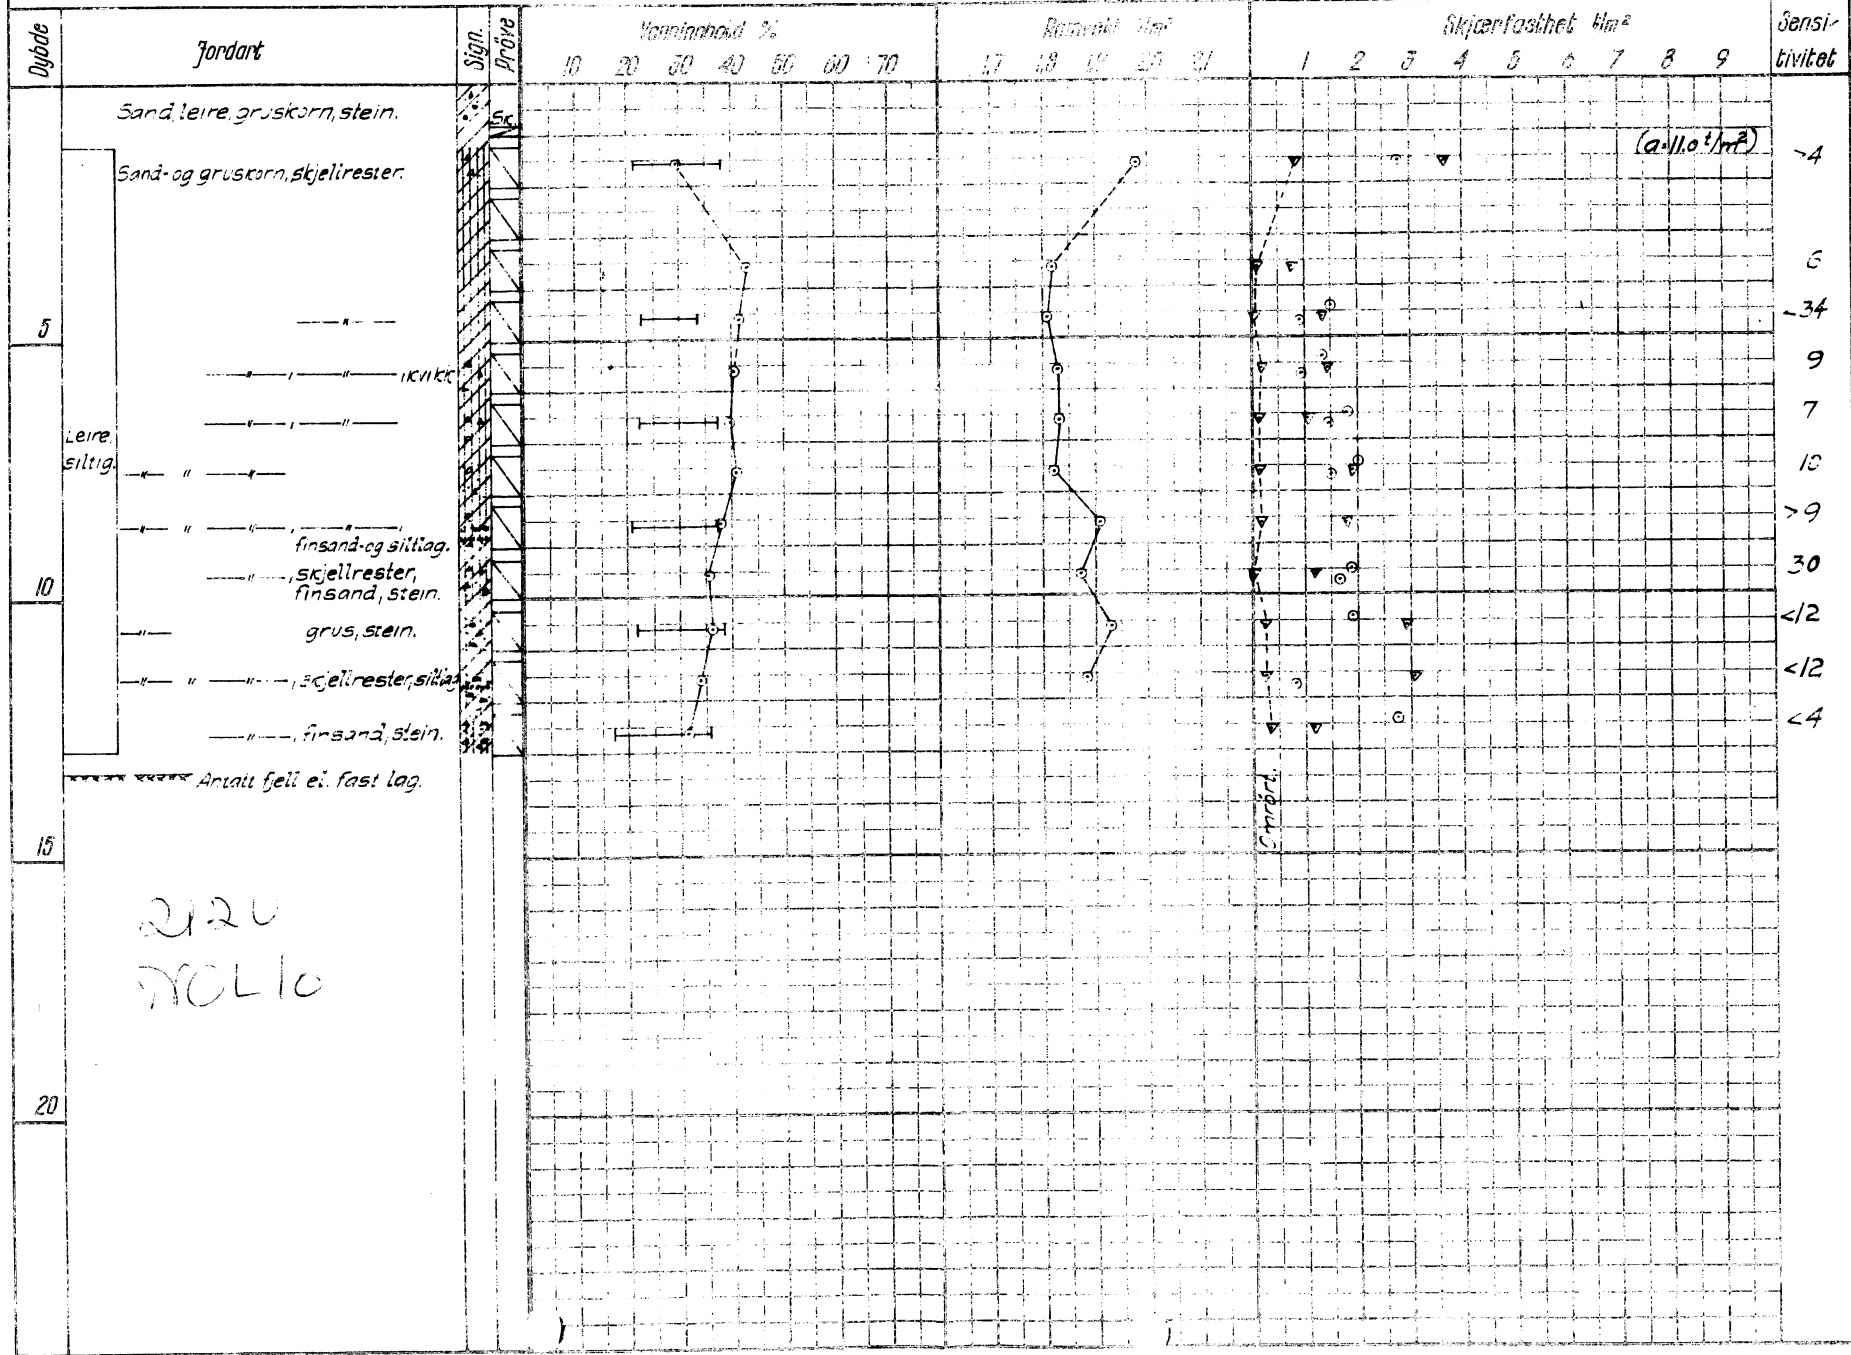 Dybde Jordart Sign. Prøve Vanninnhold % Romvekt t/m³ Skjærfasthet t/m² Sensi-
tivitet
10 20 30 40 50 60 70 1.7 1.8 1.9 2.0 2.1 1 2 3 4 5 6 7 8 9
Sand, leire, gruskorn, stein. Sk.
(a=11.0 t/m²) >4
Sand- og gruskorn, skjellrester.
6
5 —"— ~34
—"—, —"—, kvikk 9
—"—, —"— 7
Leire,
siltig.
—"— " —"— 10
—"— " —"—, —"—, >9
finsand- og siltlag.
—"—, skjellrester, 30
10 finsand, stein.
—"— grus, stein. <12
—"— " —"—, skjellrester, siltlag <12
—"—, finsand, stein. <4
Antatt fjell el. fast lag.
Omrørt.
15
20